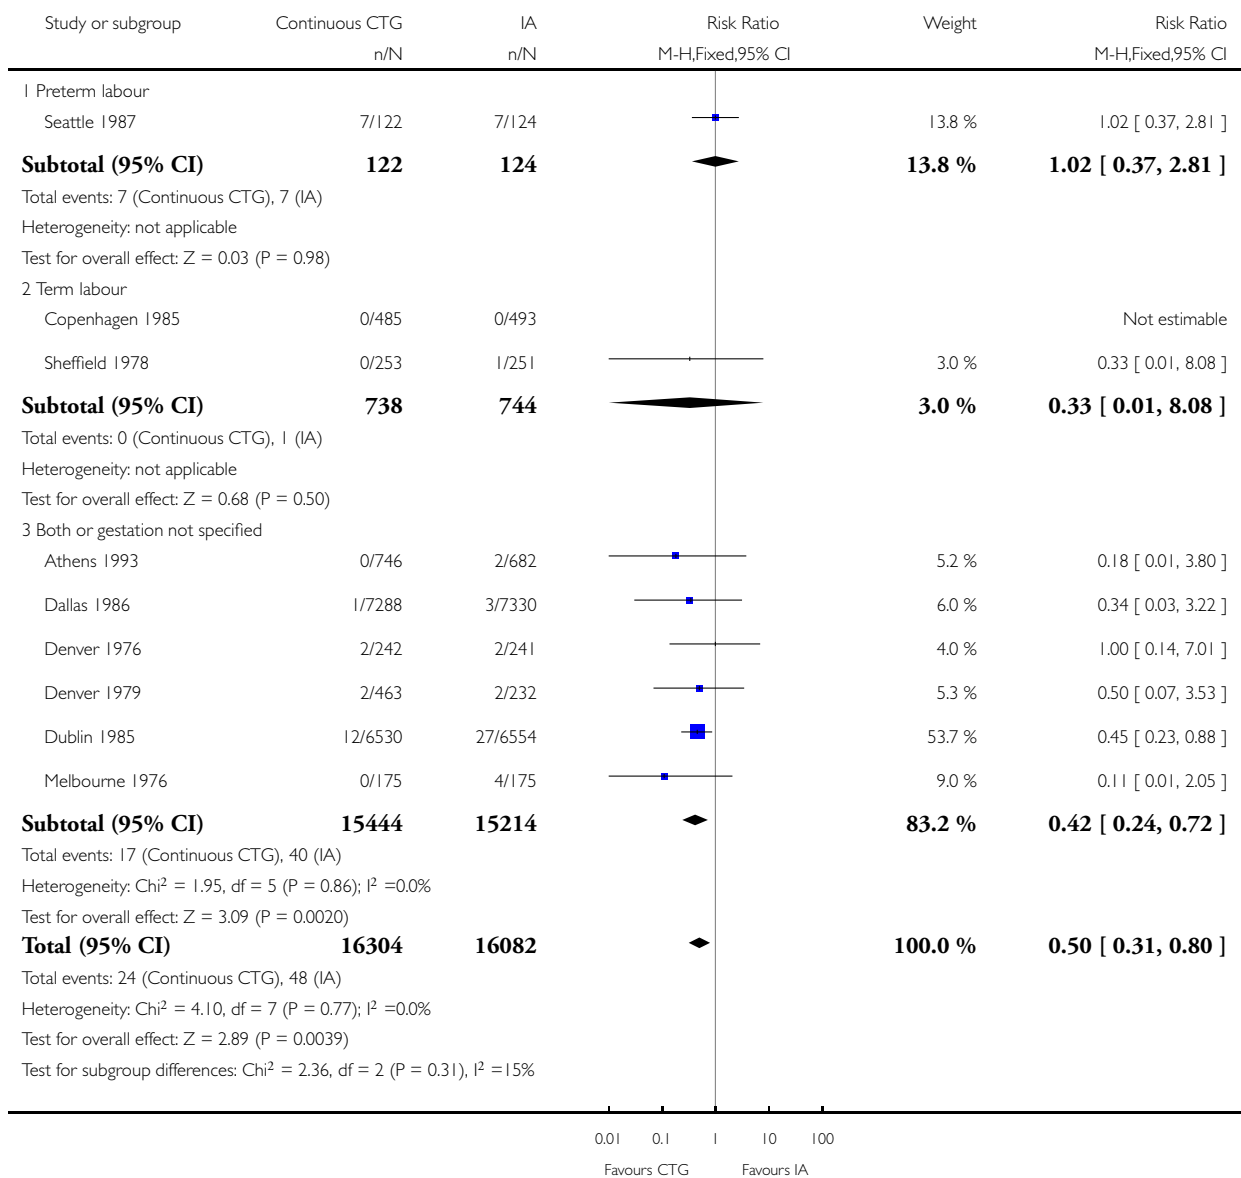 Study or subgroup Continuous CTG IA Risk Ratio Weight Risk Ratio
n/N n/N M-H,Fixed,95% CI M-H,Fixed,95% CI
1 Preterm labour
Seattle 1987 7/122 7/124 13.8 % 1.02 [ 0.37, 2.81 ]
Subtotal (95% CI) 122 124 13.8 % 1.02 [ 0.37, 2.81 ]
Total events: 7 (Continuous CTG), 7 (IA)
Heterogeneity: not applicable
Test for overall effect: Z = 0.03 (P = 0.98)
2 Term labour
Copenhagen 1985 0/485 0/493 Not estimable
Sheffield 1978 0/253 1/251 3.0 % 0.33 [ 0.01, 8.08 ]
Subtotal (95% CI) 738 744 3.0 % 0.33 [ 0.01, 8.08 ]
Total events: 0 (Continuous CTG), 1 (IA)
Heterogeneity: not applicable
Test for overall effect: Z = 0.68 (P = 0.50)
3 Both or gestation not specified
Athens 1993 0/746 2/682 5.2 % 0.18 [ 0.01, 3.80 ]
Dallas 1986 1/7288 3/7330 6.0 % 0.34 [ 0.03, 3.22 ]
Denver 1976 2/242 2/241 4.0 % 1.00 [ 0.14, 7.01 ]
Denver 1979 2/463 2/232 5.3 % 0.50 [ 0.07, 3.53 ]
Dublin 1985 12/6530 27/6554 53.7 % 0.45 [ 0.23, 0.88 ]
Melbourne 1976 0/175 4/175 9.0 % 0.11 [ 0.01, 2.05 ]
Subtotal (95% CI) 15444 15214 83.2 % 0.42 [ 0.24, 0.72 ]
Total events: 17 (Continuous CTG), 40 (IA)
Heterogeneity: Chi² = 1.95, df = 5 (P = 0.86); I² =0.0%
Test for overall effect: Z = 3.09 (P = 0.0020)
Total (95% CI) 16304 16082 100.0 % 0.50 [ 0.31, 0.80 ]
Total events: 24 (Continuous CTG), 48 (IA)
Heterogeneity: Chi² = 4.10, df = 7 (P = 0.77); I² =0.0%
Test for overall effect: Z = 2.89 (P = 0.0039)
Test for subgroup differences: Chi² = 2.36, df = 2 (P = 0.31), I² =15%
0.01 0.1 1 10 100
Favours CTG Favours IA